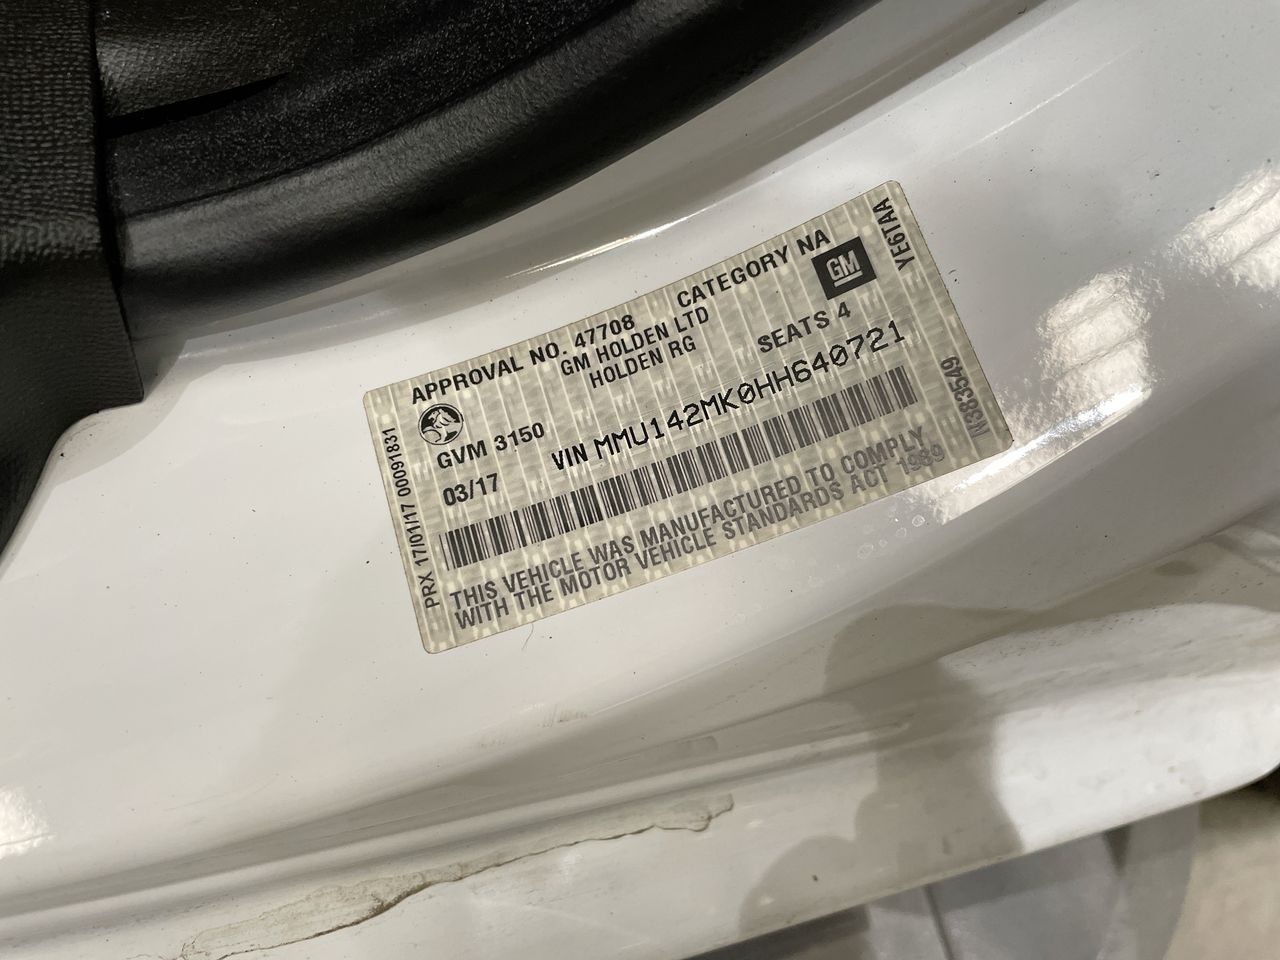 APPROVAL NO. 47708 CATEGORY NA
GM HOLDEN LTD
HOLDEN RG
GM
YE6TAA
GVM 3150
SEATS 4
03/17
VIN MMU142MK0HH640721
THIS VEHICLE WAS MANUFACTURED TO COMPLY
WITH THE MOTOR VEHICLE STANDARDS ACT 1989
PRX 17/01/17 00091831
N383549